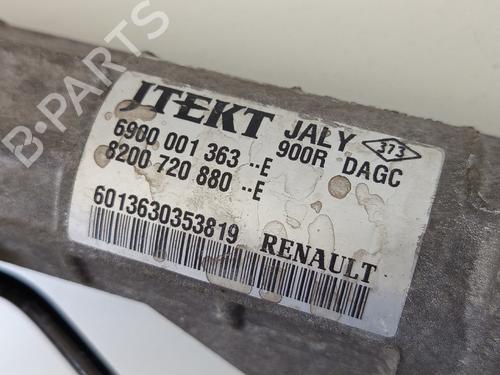 B-PARTS
JTEKT JALY 373
6900 001 363 --E 900R DAGC
8200 720 880 --E
6013630353819 RENAULT